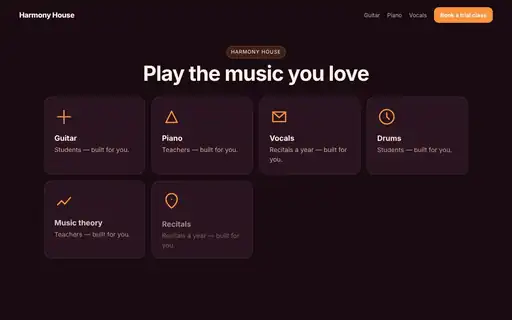 Harmony House
Guitar Piano Vocals Book a trial class
HARMONY HOUSE
Play the music you love
Guitar
Students — built for you.
Piano
Teachers — built for you.
Vocals
Recitals a year — built for
you.
Drums
Students — built for you.
Music theory
Teachers — built for you.
Recitals
Recitals a year — built for
you.